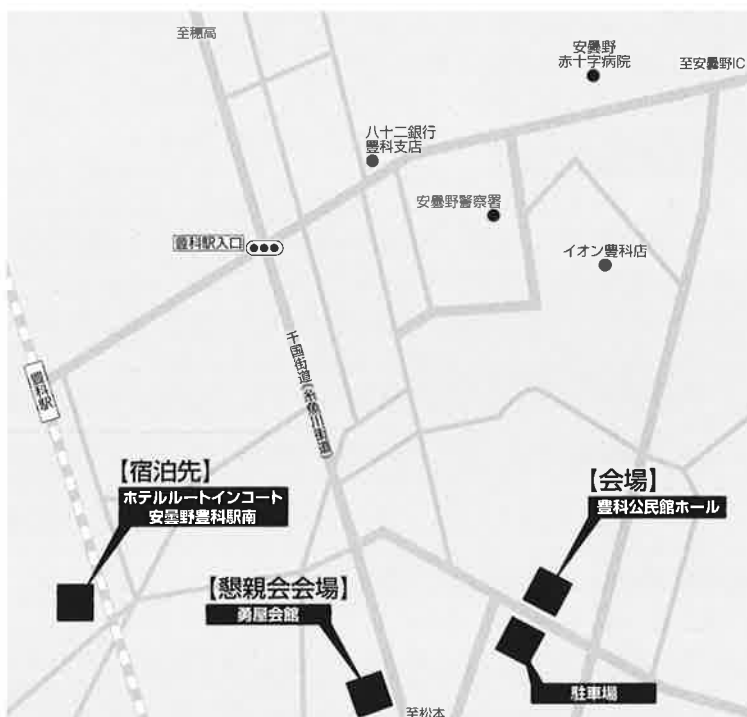 至穂高
安曇野
赤十字病院
至安曇野IC
八十二銀行
豊科支店
安曇野警察署
豊科駅入口
イオン豊科店
千国街道(糸魚川街道)
豊科駅
【宿泊先】
ホテルルートインコート
安曇野豊科駅南
【会場】
豊科公民館ホール
【懇親会会場】
勇屋会館
駐車場
至松本